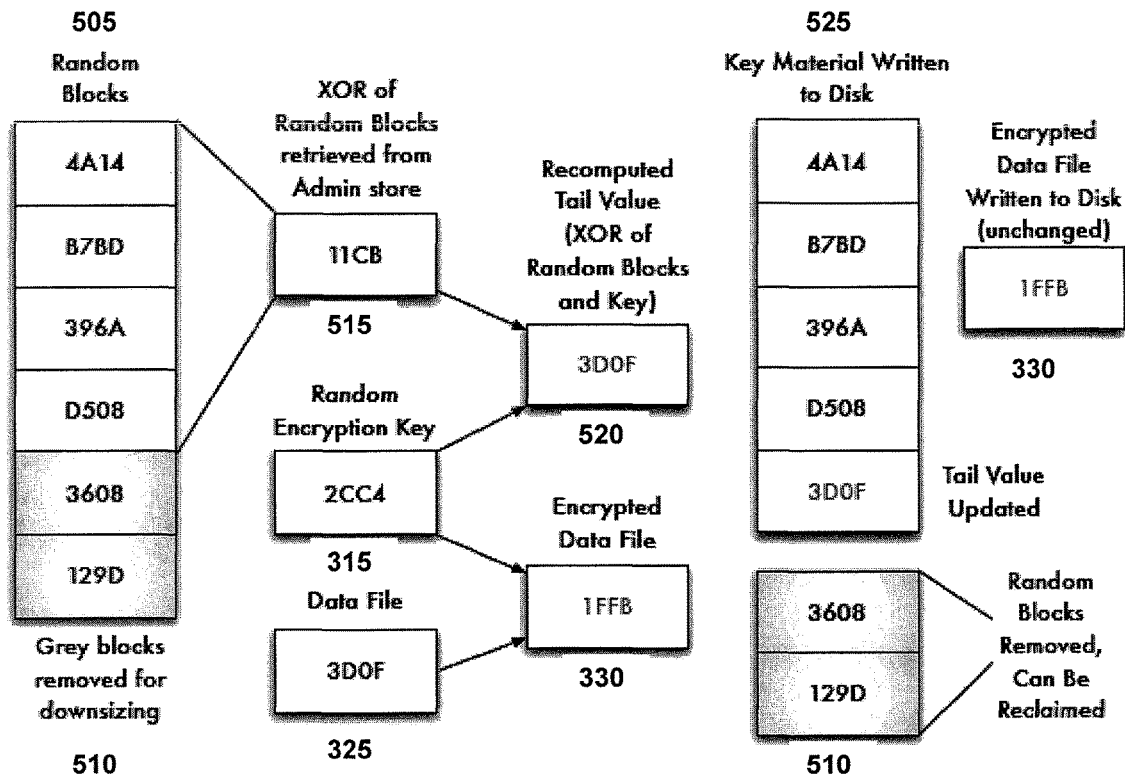 505
Random
Blocks
4A14
B7BD
396A
D508
3608
129D
Grey blocks
removed for
downsizing
510
XOR of
Random Blocks
retrieved from
Admin store
11CB
515
Random
Encryption Key
2CC4
315
Data File
3D0F
325
Recomputed
Tail Value
(XOR of
Random Blocks
and Key)
3D0F
520
Encrypted
Data File
1FFB
330
525
Key Material Written
to Disk
4A14
B7BD
396A
D508
3D0F
Tail Value
Updated
3608
129D
510
Random
Blocks
Removed,
Can Be
Reclaimed
Encrypted
Data File
Written to Disk
(unchanged)
1FFB
330